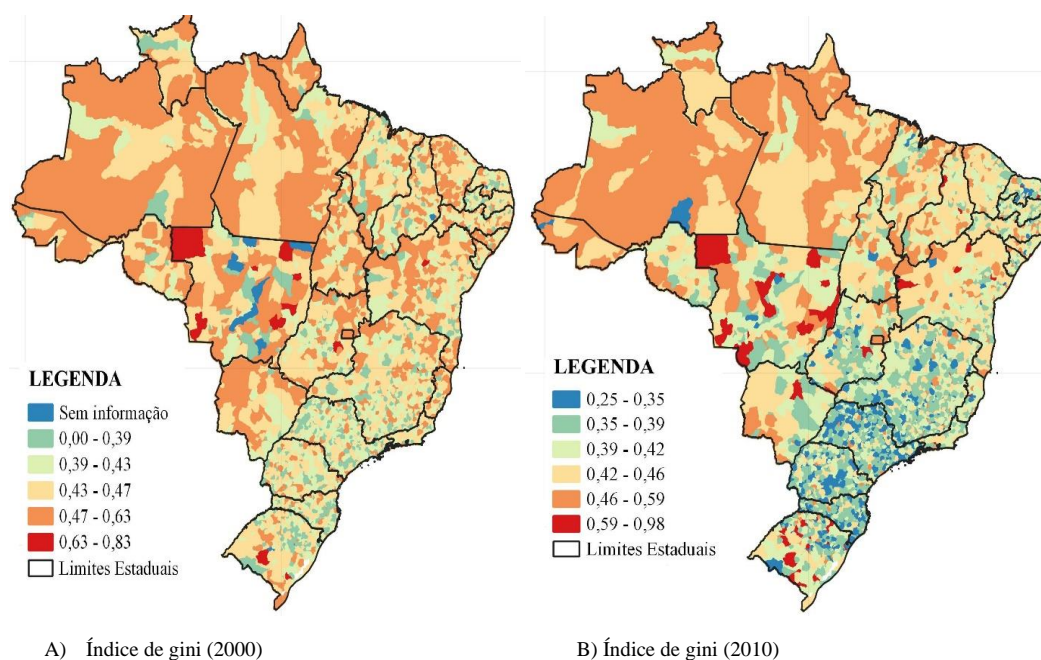 LEGENDA
Sem informação
0,00 - 0,39
0,39 - 0,43
0,43 - 0,47
0,47 - 0,63
0,63 - 0,83
Limites Estaduais
A) Índice de gini (2000)
LEGENDA
0,25 - 0,35
0,35 - 0,39
0,39 - 0,42
0,42 - 0,46
0,46 - 0,59
0,59 - 0,98
Limites Estaduais
B) Índice de gini (2010)